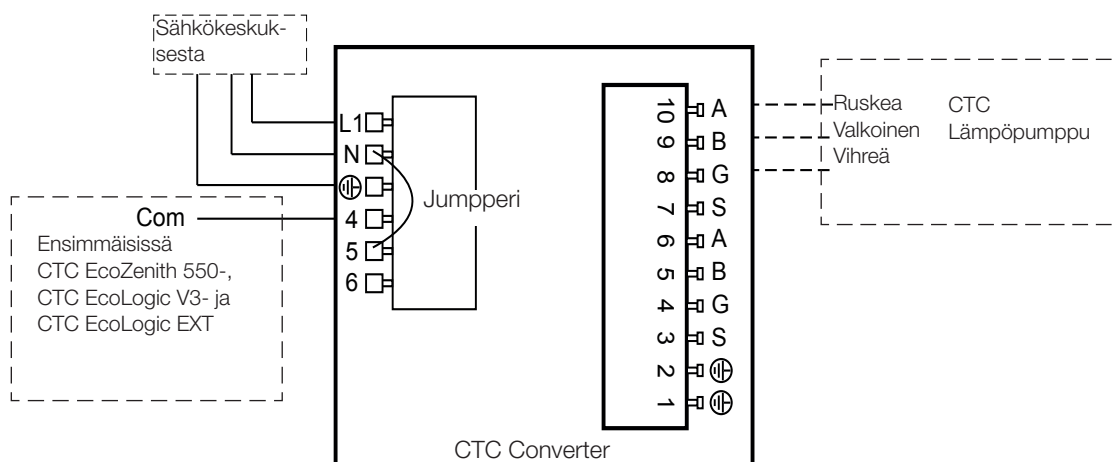 Sähkökeskuk-
sesta
L1
N
4
5
6
Jumpperi
Com
Ensimmäisissä
CTC EcoZenith 550-,
CTC EcoLogic V3- ja
CTC EcoLogic EXT
10 A
9 B
8 G
7 S
6 A
5 B
4 G
3 S
2
1
CTC Converter
Ruskea
Valkoinen
Vihreä
CTC
Lämpöpumppu